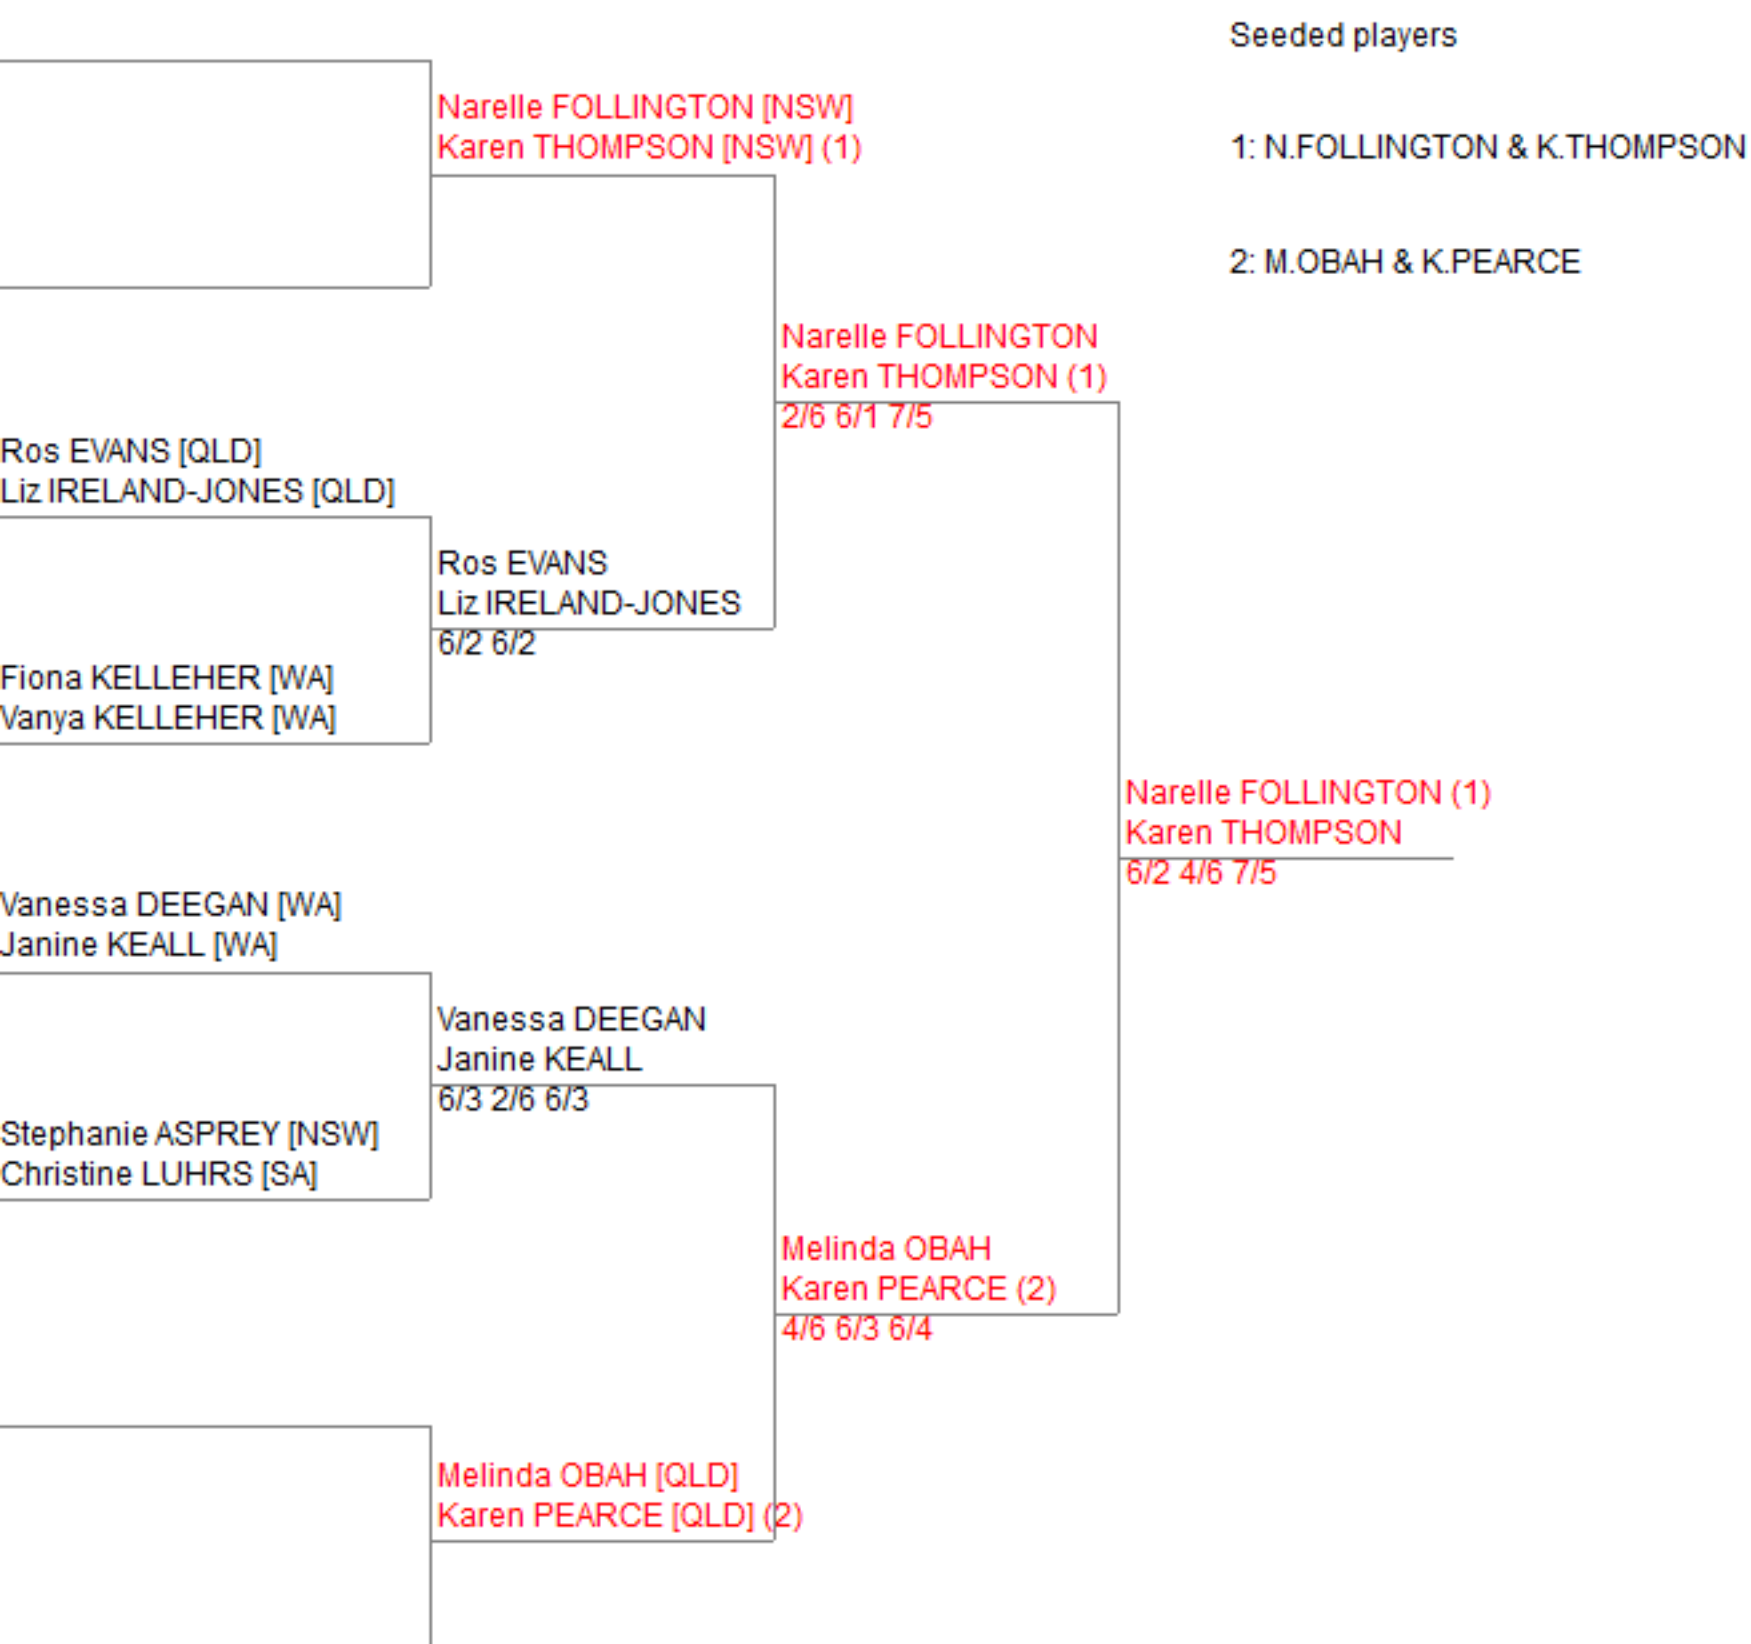 Seeded players
Narelle FOLLINGTON [NSW]
Karen THOMPSON [NSW] (1)
1: N.FOLLINGTON & K.THOMPSON
2: M.OBAH & K.PEARCE
Narelle FOLLINGTON
Karen THOMPSON (1)
2/6 6/1 7/5
Ros EVANS [QLD]
Liz IRELAND-JONES [QLD]
Ros EVANS
Liz IRELAND-JONES
6/2 6/2
Fiona KELLEHER [WA]
Vanya KELLEHER [WA]
Narelle FOLLINGTON (1)
Karen THOMPSON
6/2 4/6 7/5
Vanessa DEEGAN [WA]
Janine KEALL [WA]
Vanessa DEEGAN
Janine KEALL
6/3 2/6 6/3
Stephanie ASPREY [NSW]
Christine LUHRS [SA]
Melinda OBAH
Karen PEARCE (2)
4/6 6/3 6/4
Melinda OBAH [QLD]
Karen PEARCE [QLD] (2)